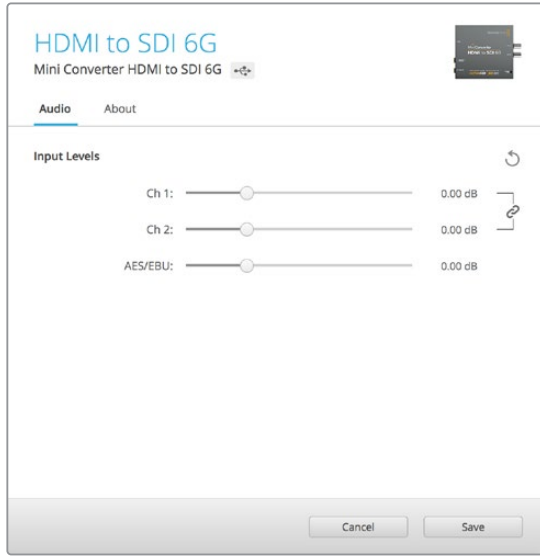 HDMI to SDI 6G
Mini Converter HDMI to SDI 6G
Audio About
Input Levels
Ch 1: 0.00 dB
Ch 2: 0.00 dB
AES/EBU: 0.00 dB
Cancel Save